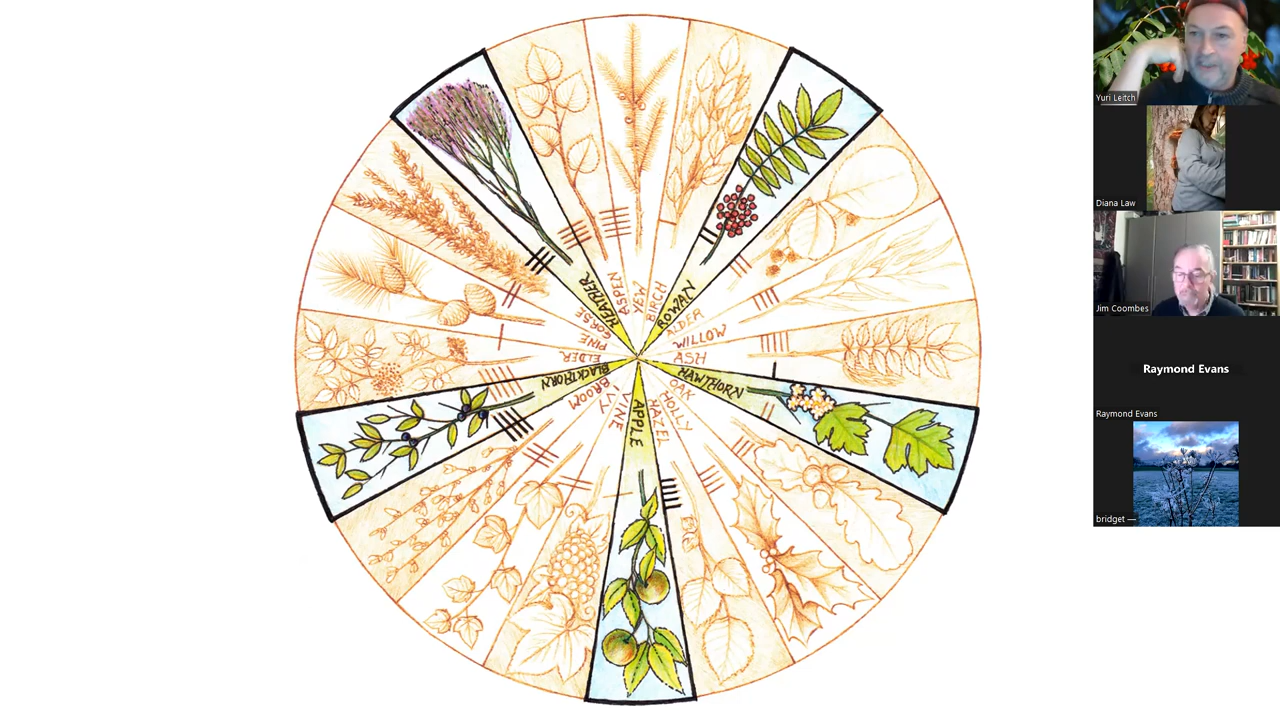 YEW
BIRCH
ROWAN
ALDER
WILLOW
ASH
HAWTHORN
OAK
HOLLY
HAZEL
APPLE
VINE
IVY
BROOM
BLACKTHORN
ELDER
PINE
GORSE
HEATHER
ASPEN
Yuri Leitch
Diana Law
Jim Coombes
Raymond Evans
Raymond Evans
bridget —